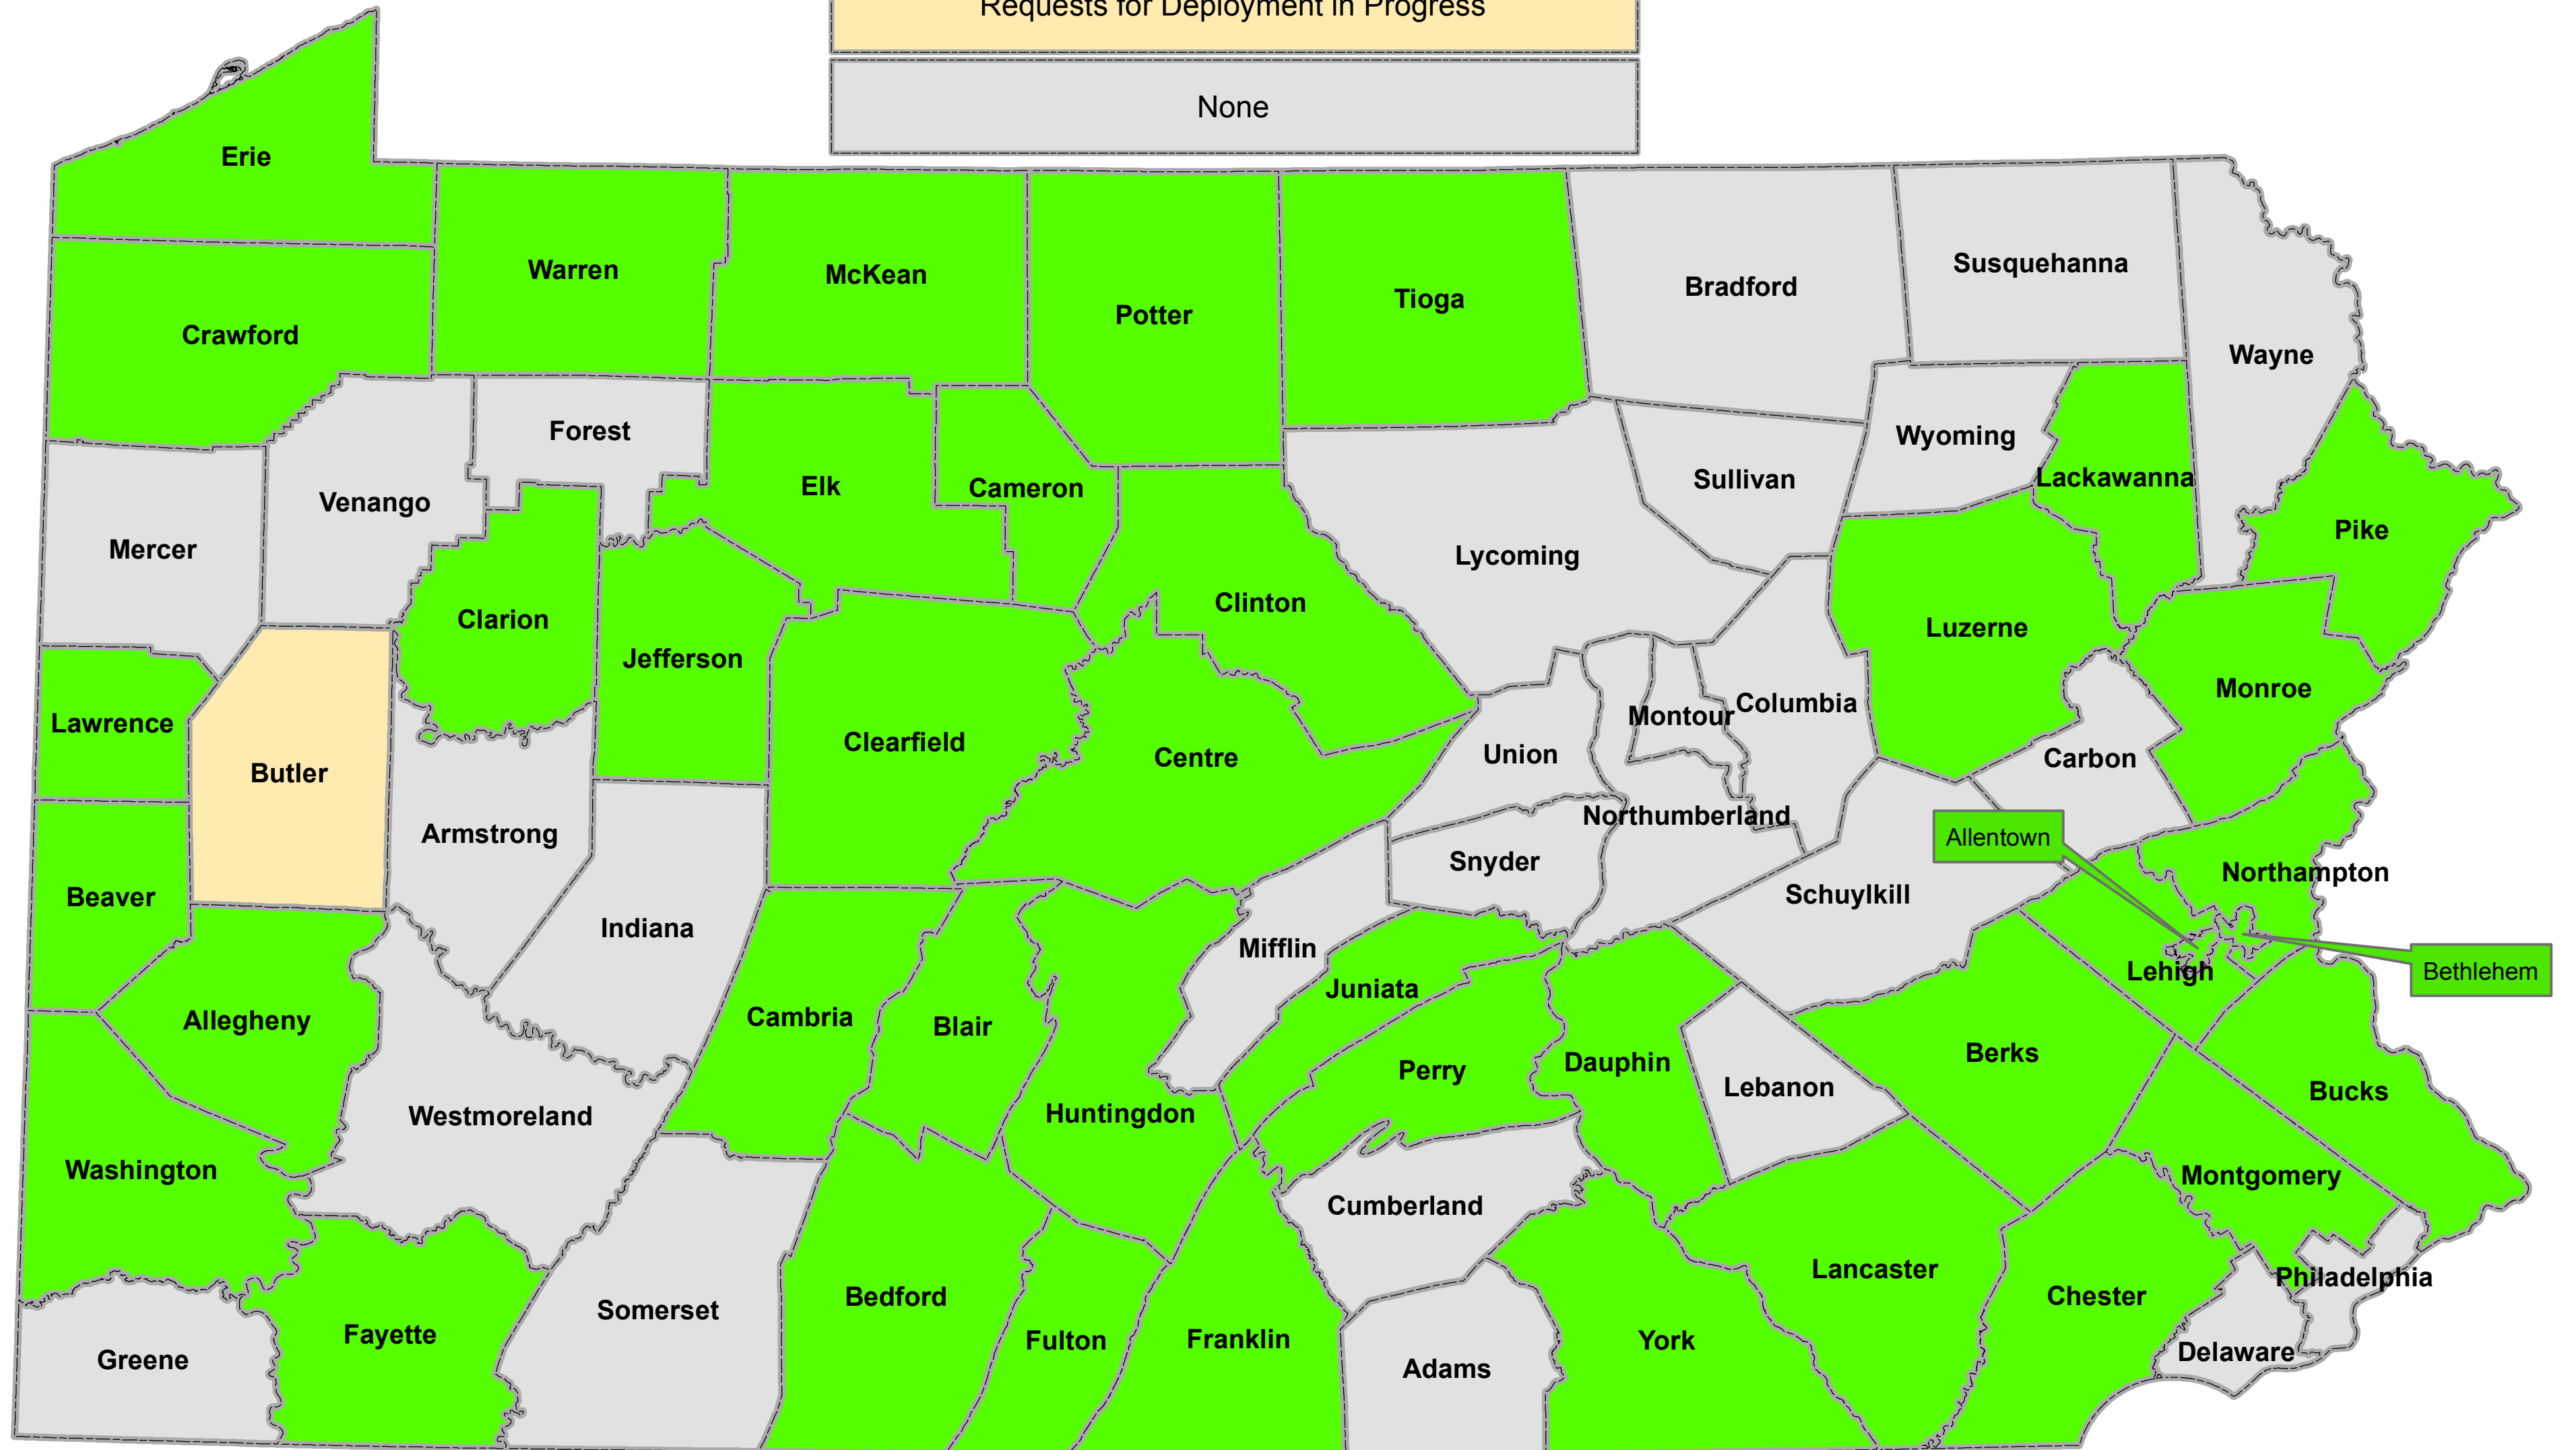 Requests for Deployment in Progress
None
Erie
Warren
McKean
Potter
Tioga
Bradford
Susquehanna
Wayne
Crawford
Forest
Venango
Elk
Cameron
Mercer
Clarion
Jefferson
Clinton
Lycoming
Sullivan
Wyoming
Lackawanna
Pike
Luzerne
Monroe
Lawrence
Butler
Clearfield
Centre
Union
Montour
Columbia
Carbon
Armstrong
Northumberland
Allentown
Beaver
Snyder
Schuylkill
Northampton
Indiana
Mifflin
Juniata
Lehigh
Bethlehem
Allegheny
Cambria
Blair
Perry
Dauphin
Lebanon
Berks
Bucks
Westmoreland
Huntingdon
Washington
Cumberland
Montgomery
Somerset
Bedford
Lancaster
Philadelphia
Chester
Fayette
Fulton
Franklin
York
Greene
Adams
Delaware